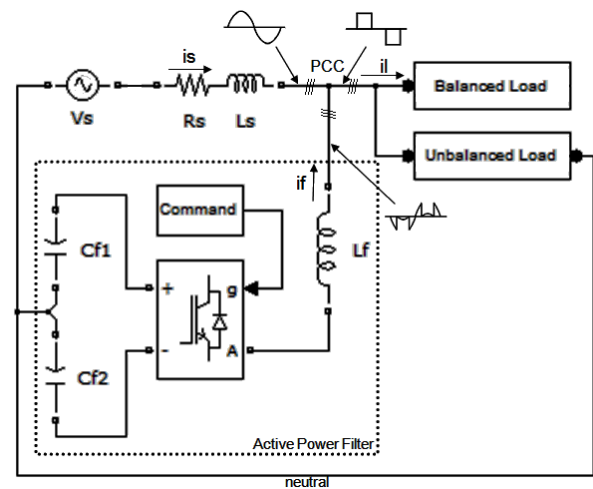 is
PCC
il
Vs
Rs
Ls
Balanced Load
Unbalanced Load
if
Command
Cf1
Lf
+
g
-
A
Cf2
Active Power Filter
neutral